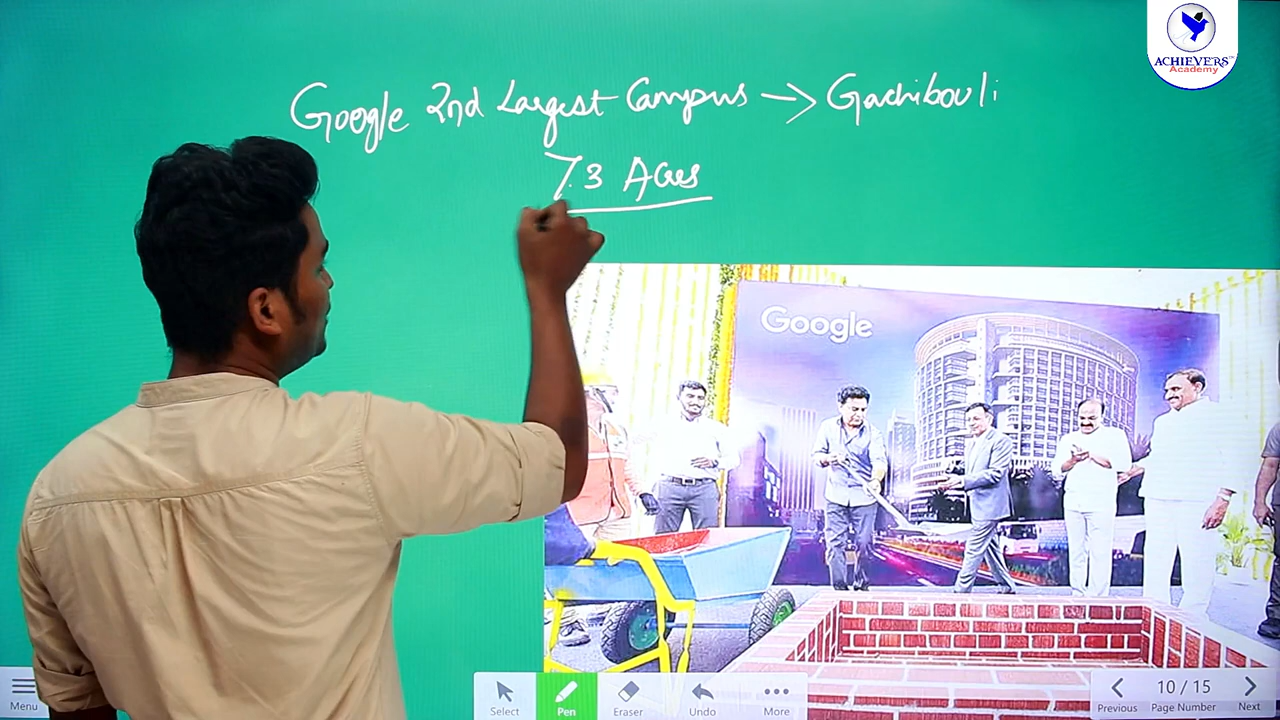 ACHIEVERS
Academy
Google 2nd Largest Campus → Gachibouli
7.3 Acres
Google
Menu
Select
Pen
Eraser
Undo
More
Previous
10 / 15
Page Number
Next